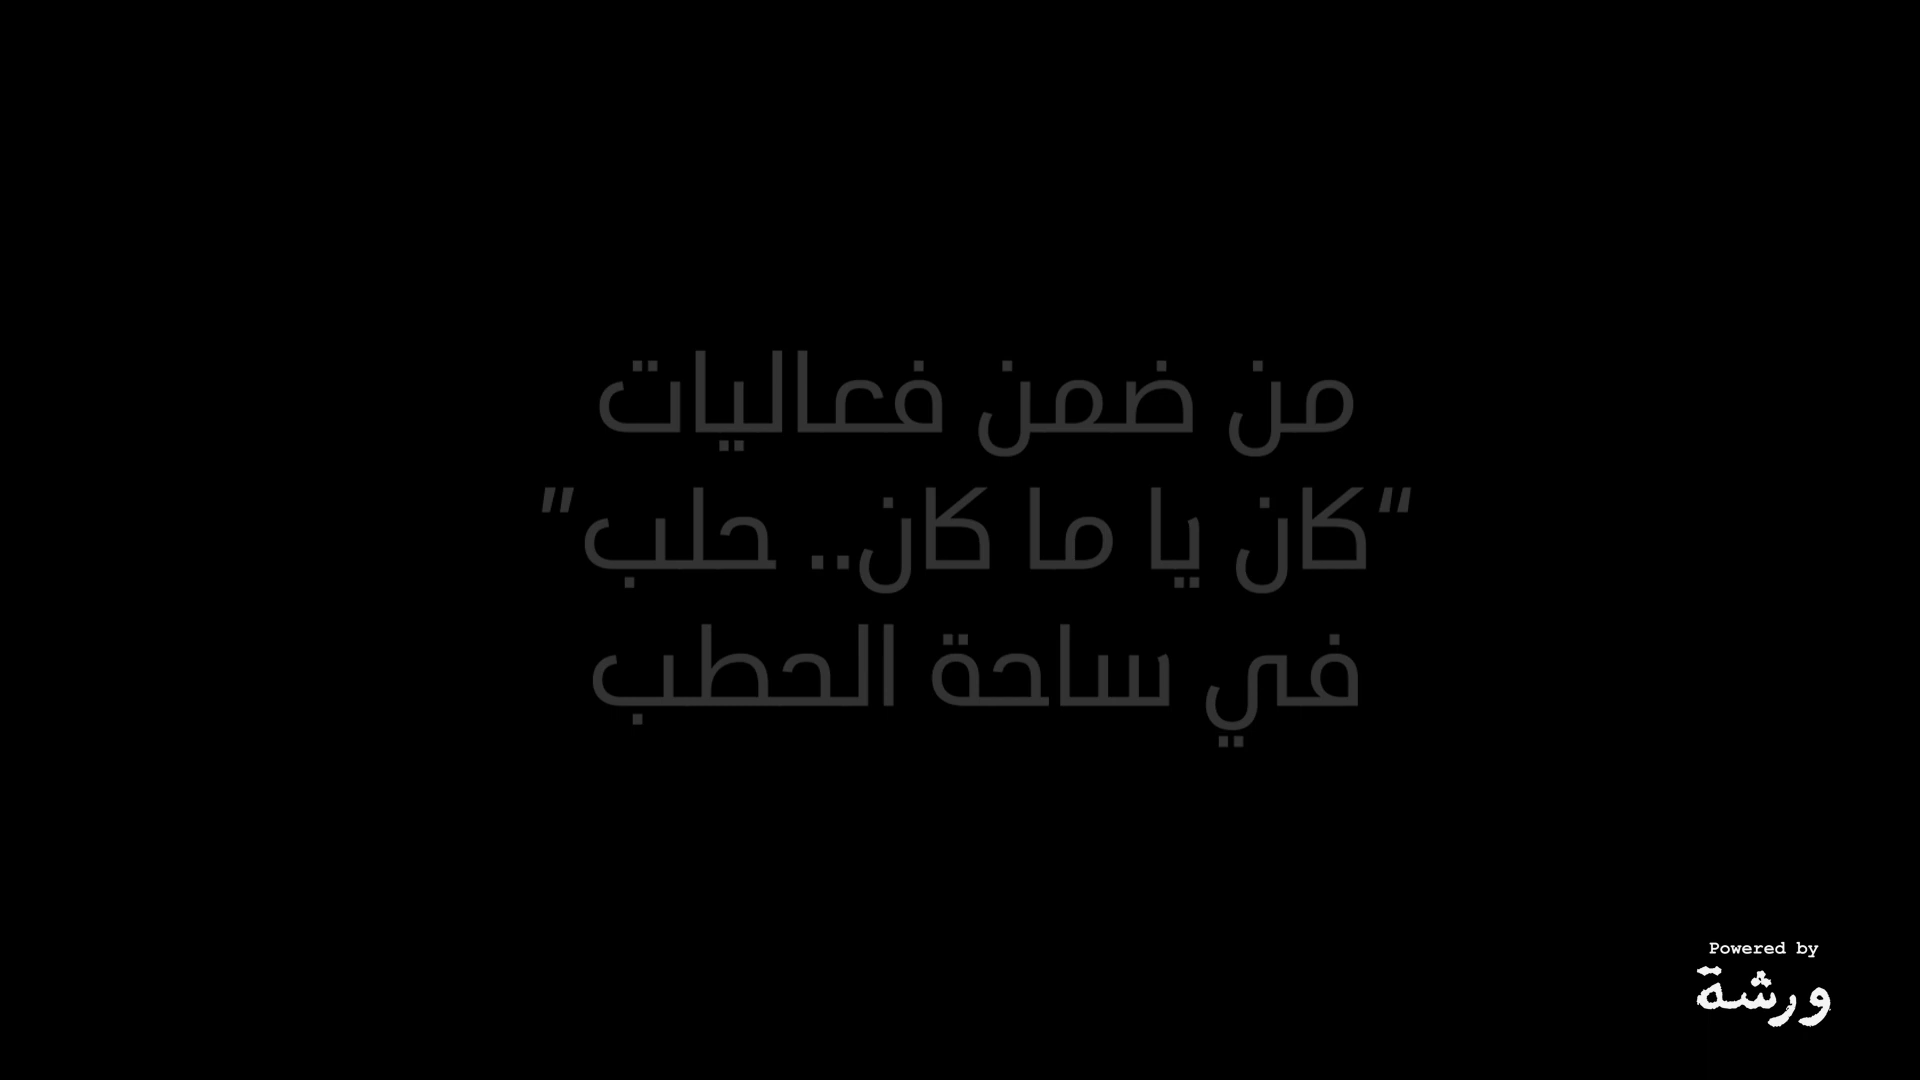 من ضمن فعاليات
“كان يا ما كان.. حلب”
في ساحة الحطب
Powered by
ورشة